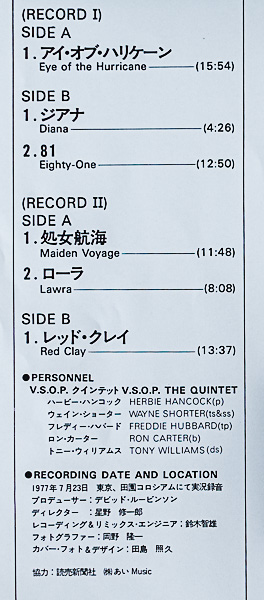 (RECORD I)
SIDE A
1. アイ・オブ・ハリケーン
Eye of the Hurricane (15:54)
SIDE B
1. ジアナ
Diana (4:26)
2. 81
Eighty-One (12:50)
(RECORD II)
SIDE A
1. 処女航海
Maiden Voyage (11:48)
2. ローラ
Lawra (8:08)
SIDE B
1. レッド・クレイ
Red Clay (13:37)
●PERSONNEL
V.S.O.P. クインテット V.S.O.P. THE QUINTET
ハービー・ハンコック HERBIE HANCOCK(p)
ウェイン・ショーター WAYNE SHORTER(ts&ss)
フレディー・ハバード FREDDIE HUBBARD(tp)
ロン・カーター RON CARTER(b)
トニー・ウィリアムス TONY WILLIAMS(ds)
●RECORDING DATE AND LOCATION
1977年7月23日 東京、田園コロシアムにて実況録音
プロデューサー：デビッド・ルービンソン
ディレクター ：星野 修一郎
レコーディング&リミックス・エンジニア：鈴木智雄
フォトグラファー：岡野 隆一
カバー・フォト&デザイン：田島 照久
協力：読売新聞社 ㈱あい Music